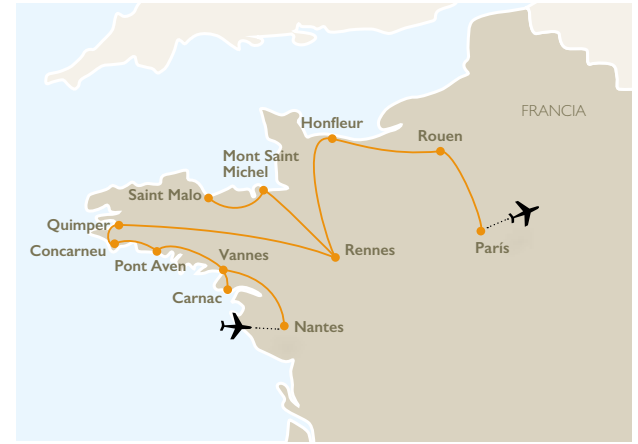 FRANCIA
Honfleur
Rouen
Mont Saint
Michel
Saint Malo
Quimper
Concarneu
Pont Aven
Vannes
Rennes
París
Carnac
Nantes